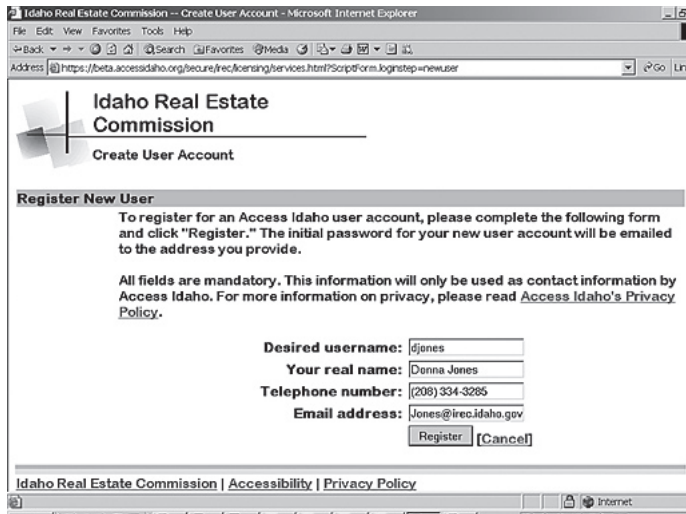 Idaho Real Estate Commission -- Create User Account - Microsoft Internet Explorer
File Edit View Favorites Tools Help
Back Search Favorites Media
Address https://beta.accessidaho.org/secure/irec/licensing/services.html?ScriptForm.loginstep=newuser Go
Idaho Real Estate
Commission
Create User Account
Register New User
To register for an Access Idaho user account, please complete the following form
and click "Register." The initial password for your new user account will be emailed
to the address you provide.
All fields are mandatory. This information will only be used as contact information by
Access Idaho. For more information on privacy, please read Access Idaho's Privacy
Policy.
Desired username: djones
Your real name: Donna Jones
Telephone number: (208) 334-3285
Email address: Jones@irec.idaho.gov
Register [Cancel]
Idaho Real Estate Commission | Accessibility | Privacy Policy
Internet